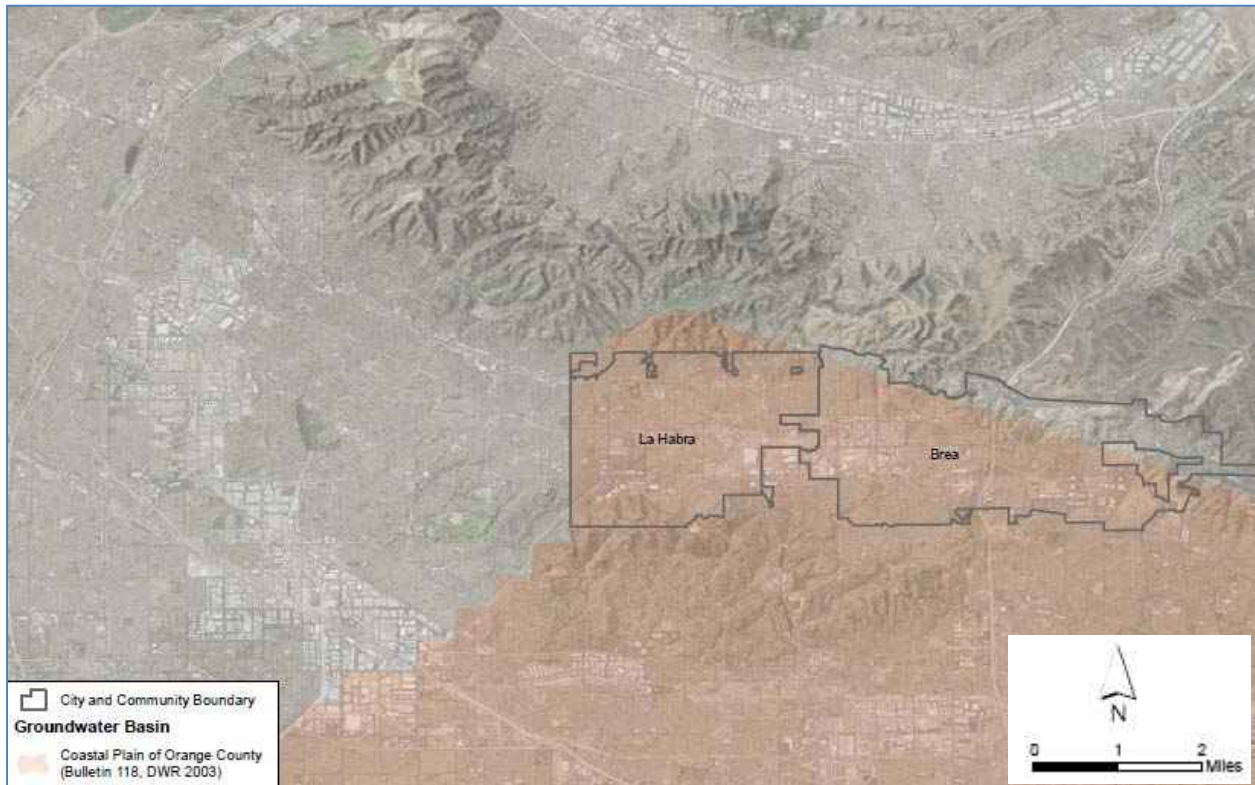 La Habra
Brea
City and Community Boundary
Groundwater Basin
Coastal Plain of Orange County
(Bulletin 118, DWR 2003)
N
0 1 2
Miles